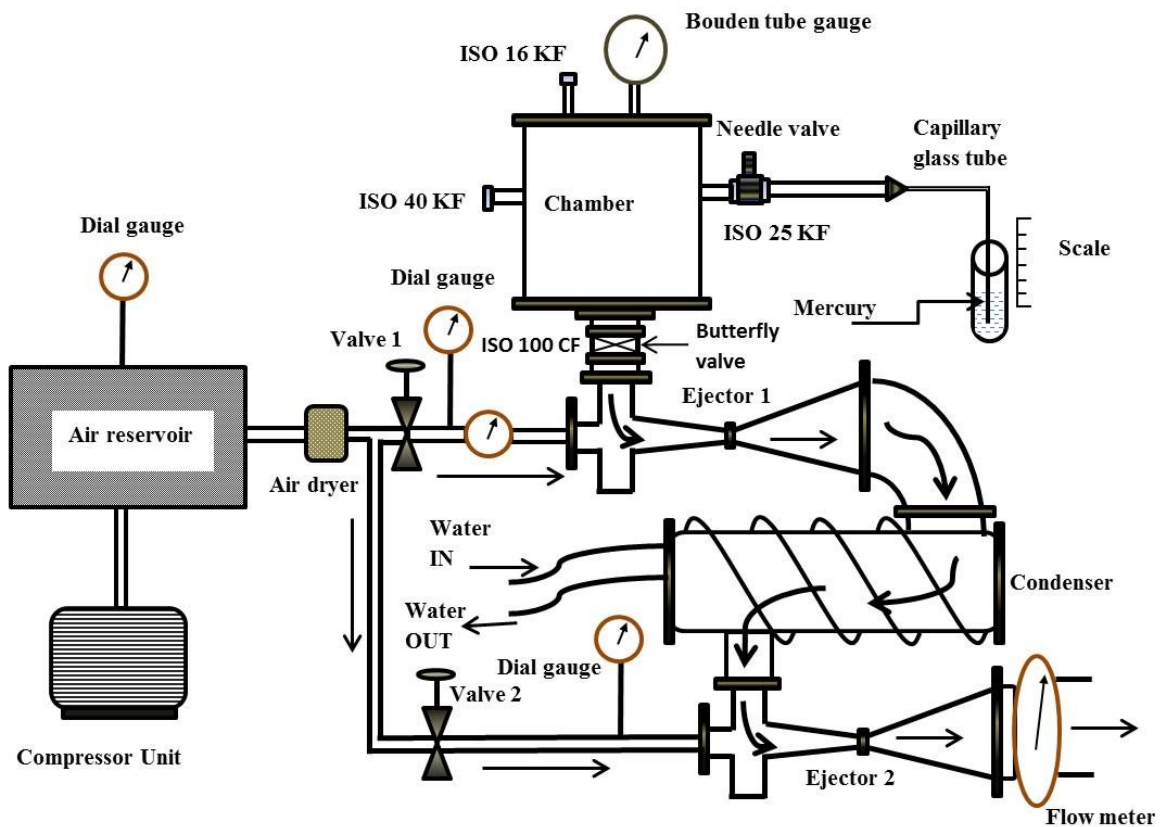 Bouden tube gauge
ISO 16 KF
Needle valve
Capillary
glass tube
ISO 40 KF
Chamber
ISO 25 KF
Scale
Dial gauge
Dial gauge
Mercury
Valve 1
ISO 100 CF
Butterfly
valve
Ejector 1
Air reservoir
Air dryer
Water
IN
Condenser
Water
OUT
Dial gauge
Valve 2
Compressor Unit
Ejector 2
Flow meter